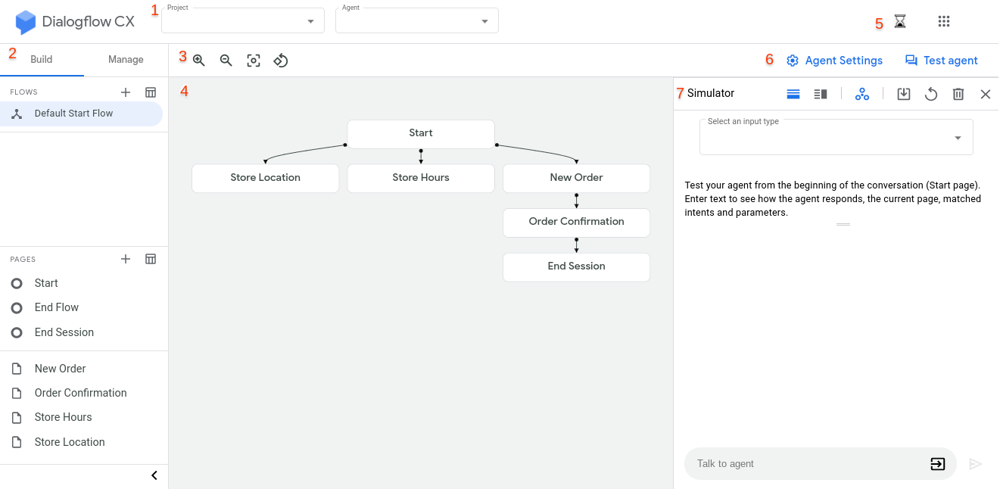 1 Project Agent
Dialogflow CX
5
2 Build Manage
3
6 Agent Settings Test agent
FLOWS
Default Start Flow
4
7 Simulator
Select an input type
Start
Store Location Store Hours New Order
Order Confirmation
End Session
Test your agent from the beginning of the conversation (Start page).
Enter text to see how the agent responds, the current page, matched
intents and parameters.
PAGES
Start
End Flow
End Session
New Order
Order Confirmation
Store Hours
Store Location
Talk to agent